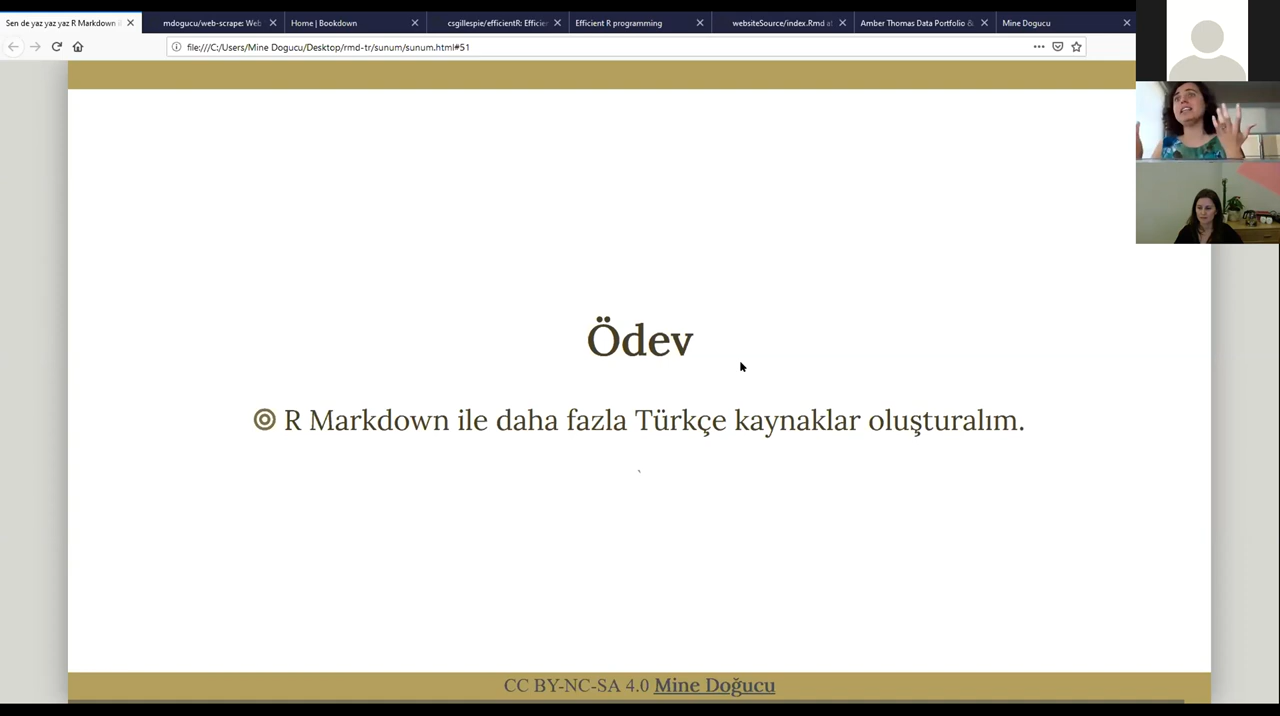 Sen de yaz yaz yaz R Markdown i
mdogucu/web-scrape: Web
Home | Bookdown
csgillespie/efficientR: Efficie
Efficient R programming
websiteSource/index.Rmd at
Amber Thomas Data Portfolio &
Mine Dogucu
file:///C:/Users/Mine Dogucu/Desktop/rmd-tr/sunum/sunum.html#51
Ödev
R Markdown ile daha fazla Türkçe kaynaklar oluşturalım.
CC BY-NC-SA 4.0 Mine Doğucu